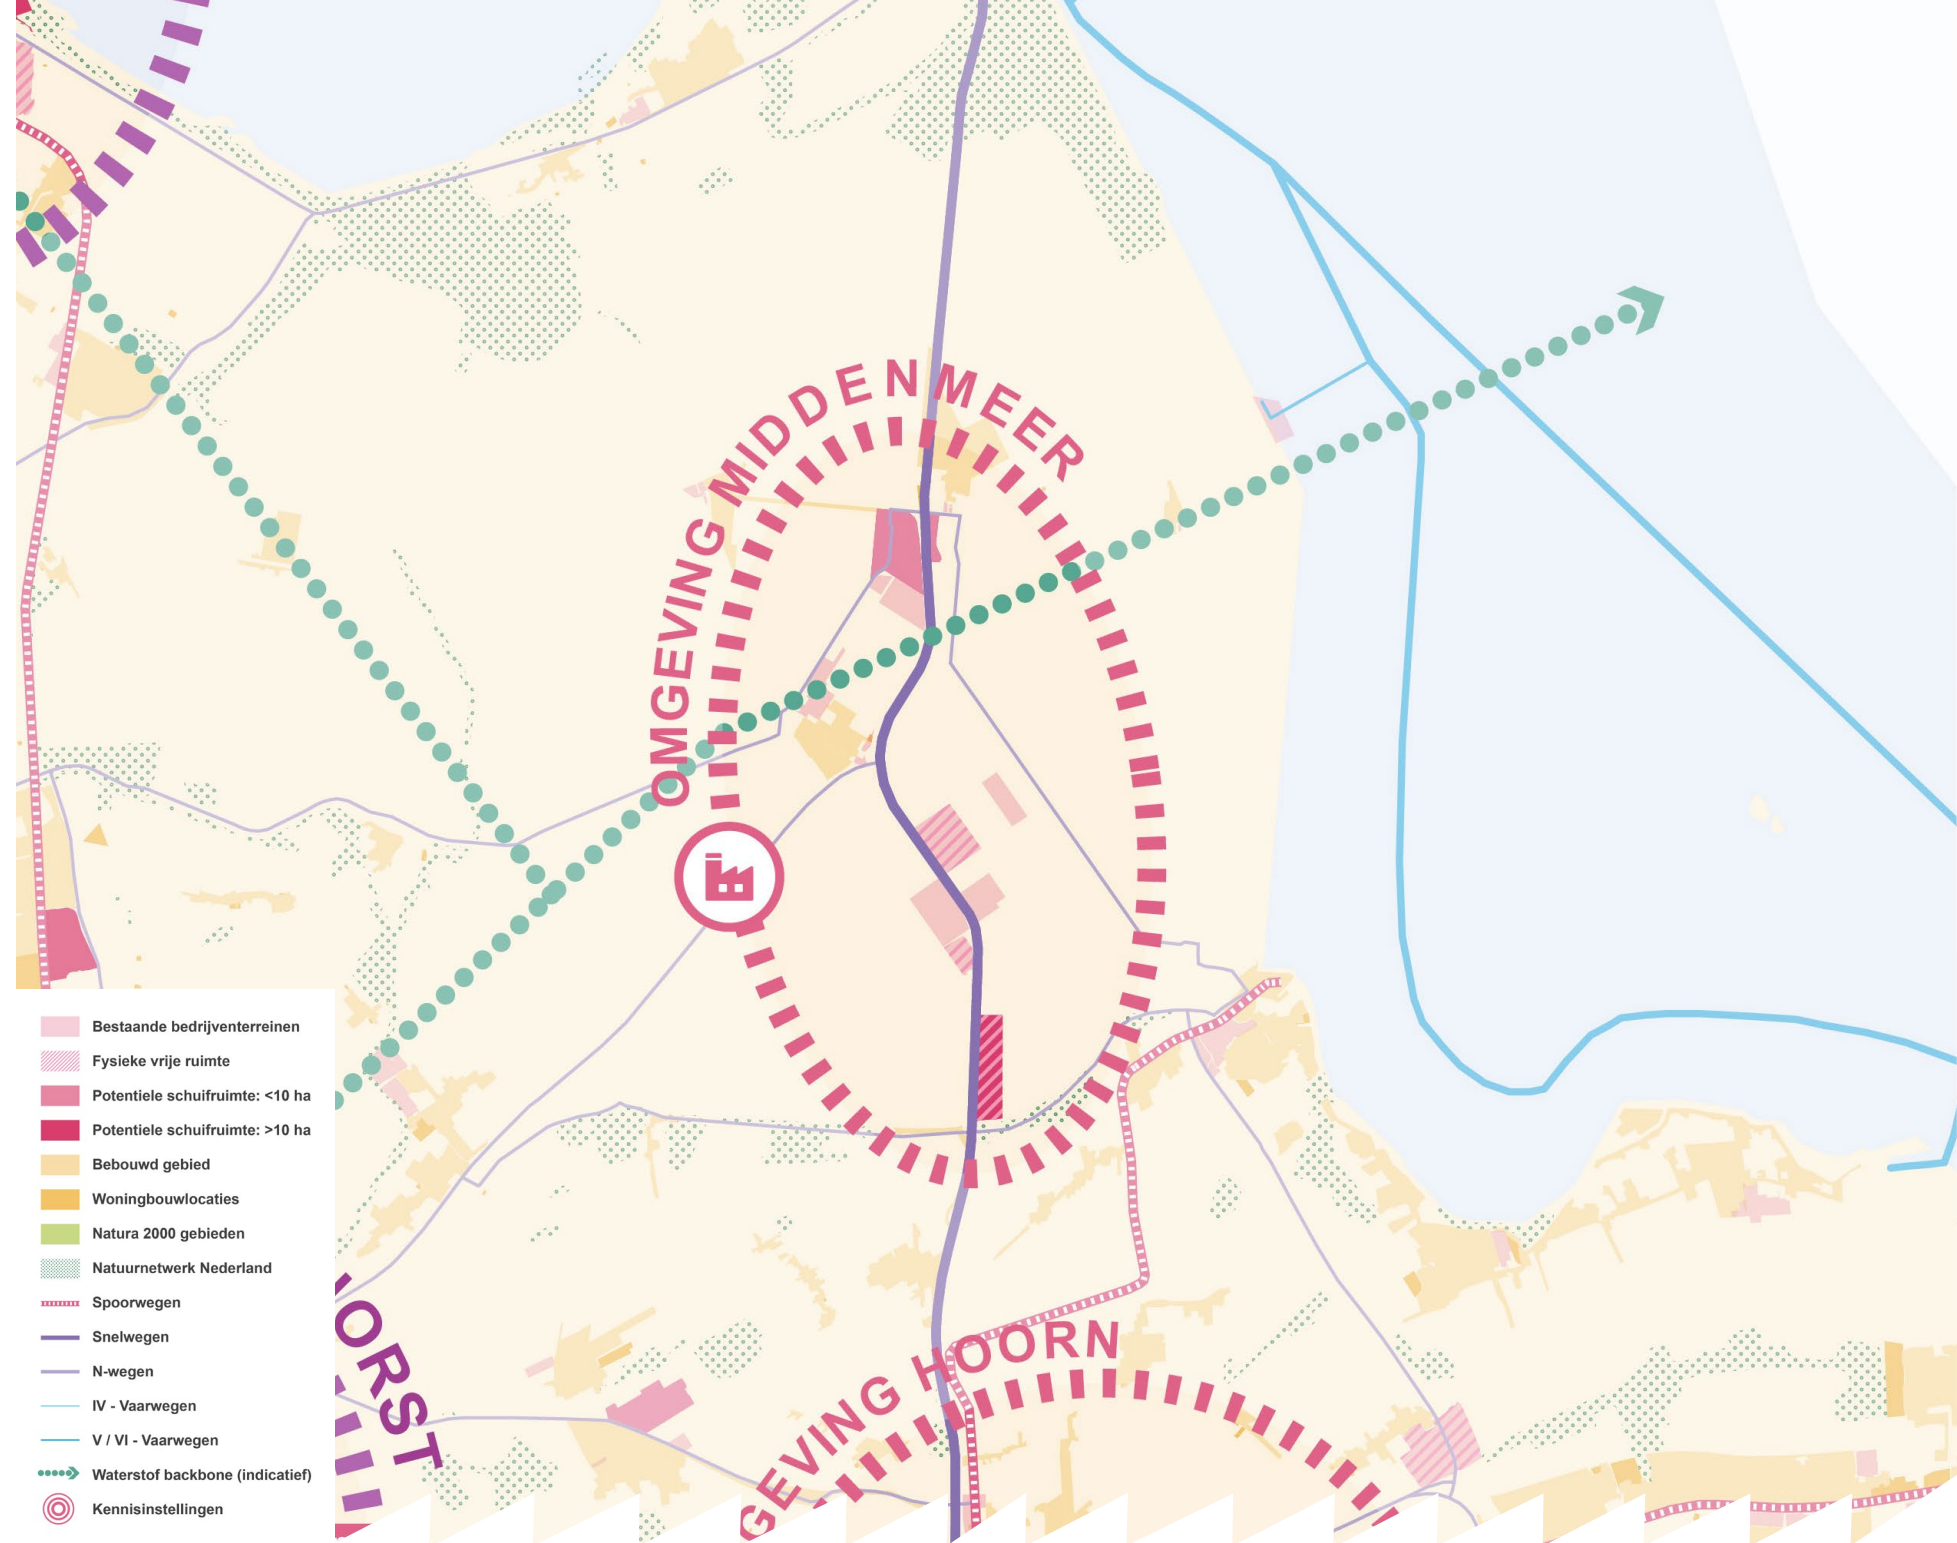 OMGEVING MIDDENMEER
Bestaande bedrijventerreinen
Fysieke vrije ruimte
Potentiele schuifruimte: <10 ha
Potentiele schuifruimte: >10 ha
Bebouwd gebied
Woningbouwlocaties
Natura 2000 gebieden
Natuurnetwerk Nederland
Spoorwegen
Snelwegen
N-wegen
IV - Vaarwegen
V / VI - Vaarwegen
Waterstof backbone (indicatief)
Kennisinstellingen
ORST
GEVING HOORN